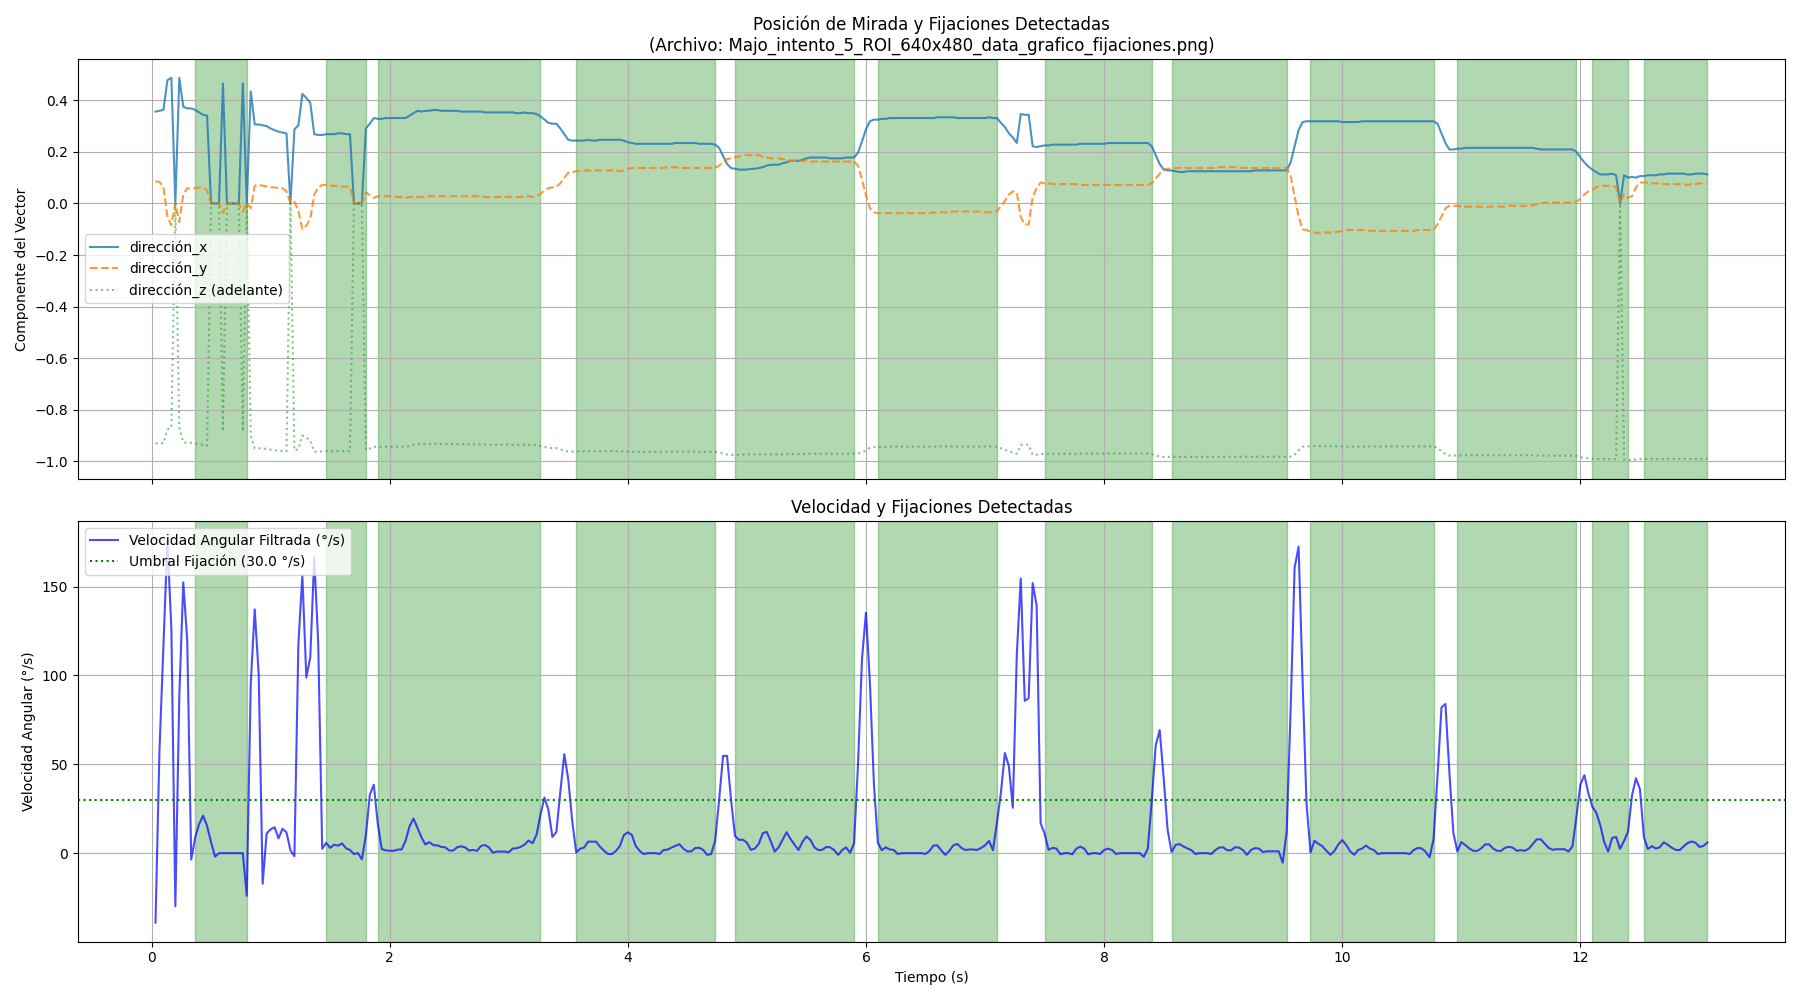 Posición de Mirada y Fijaciones Detectadas
(Archivo: Majo_intento_5_ROI_640x480_data_grafico_fijaciones.png)
Componente del Vector
0.4
0.2
0.0
−0.2
−0.4
−0.6
−0.8
−1.0
dirección_x
dirección_y
dirección_z (adelante)
Velocidad y Fijaciones Detectadas
Velocidad Angular (°/s)
150
100
50
0
Velocidad Angular Filtrada (°/s)
Umbral Fijación (30.0 °/s)
0 2 4 6 8 10 12
Tiempo (s)